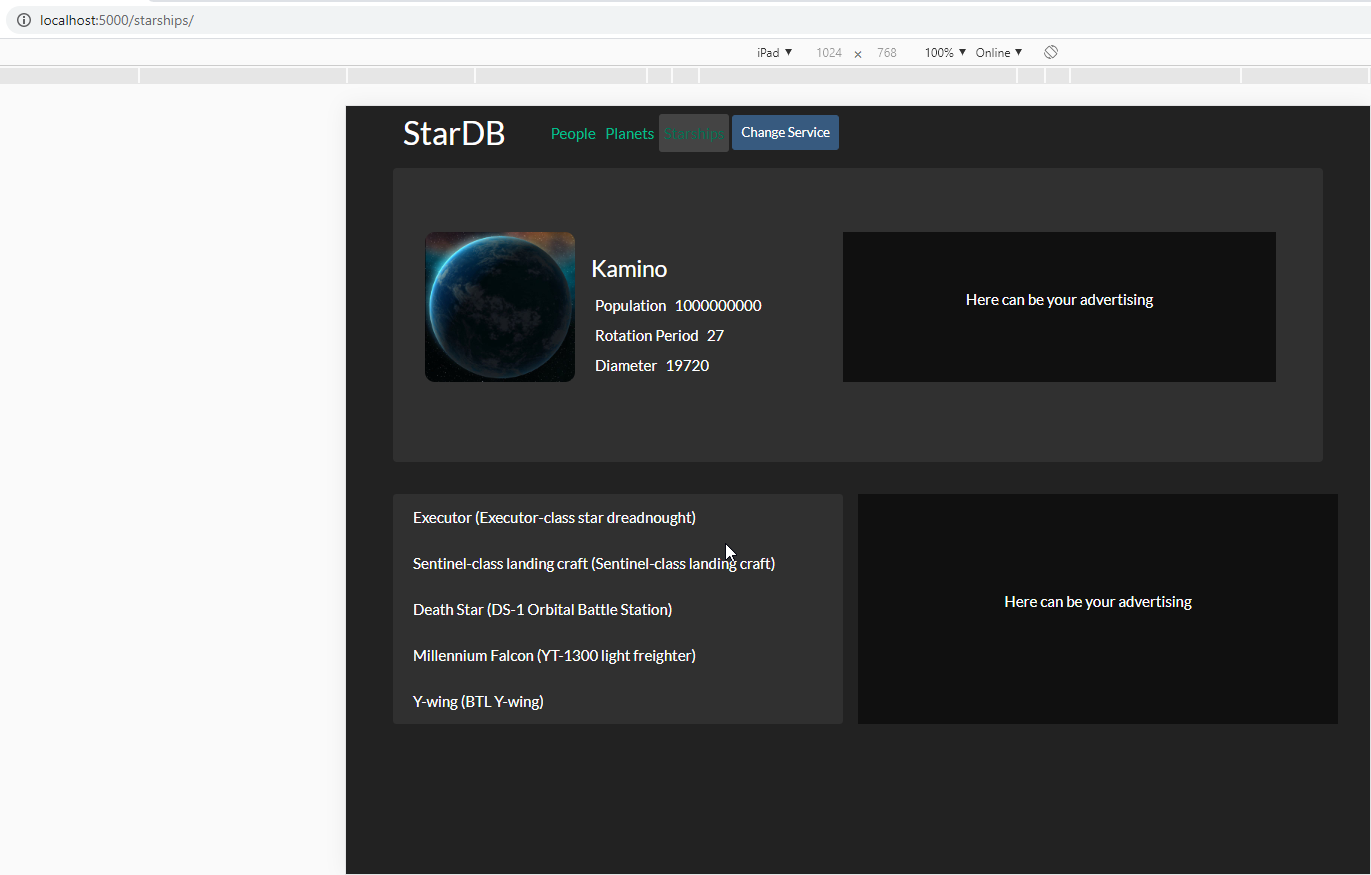 localhost:5000/starships/
iPad ▼ 1024 × 768 100% ▼ Online ▼
StarDB People Planets Starships Change Service
Kamino
Population 1000000000
Rotation Period 27
Diameter 19720
Here can be your advertising
Executor (Executor-class star dreadnought)
Sentinel-class landing craft (Sentinel-class landing craft)
Death Star (DS-1 Orbital Battle Station)
Millennium Falcon (YT-1300 light freighter)
Y-wing (BTL Y-wing)
Here can be your advertising